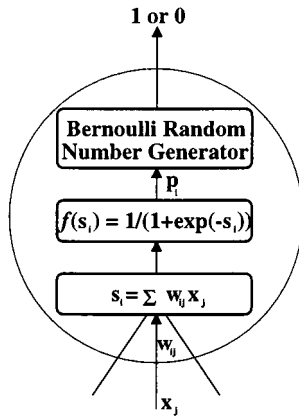 1 or 0
Bernoulli Random
Number Generator
p_i
f(s_i) = 1/(1+exp(-s_i))
s_i = Σ w_ij x_j
w_ij
x_j